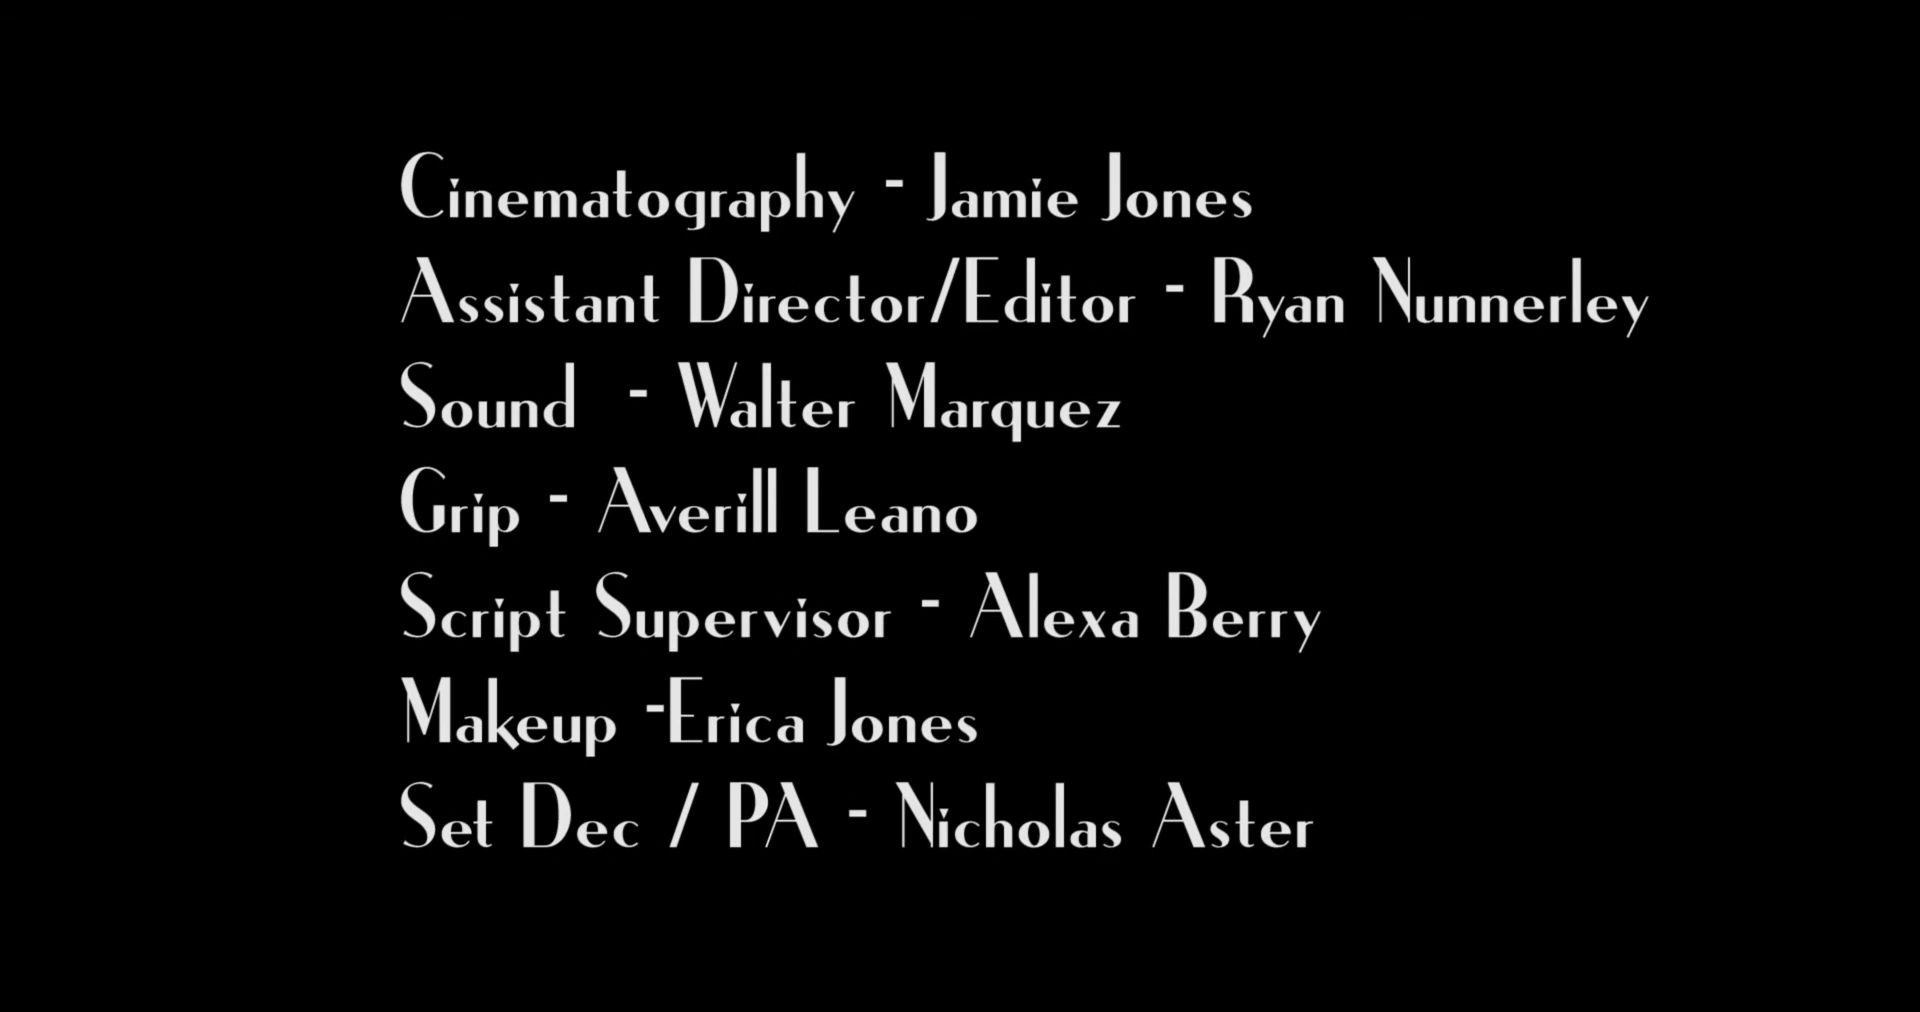 Cinematography - Jamie Jones
Assistant Director/Editor - Ryan Nunnerley
Sound - Walter Marquez
Grip - Averill Leano
Script Supervisor - Alexa Berry
Makeup -Erica Jones
Set Dec / PA - Nicholas Aster